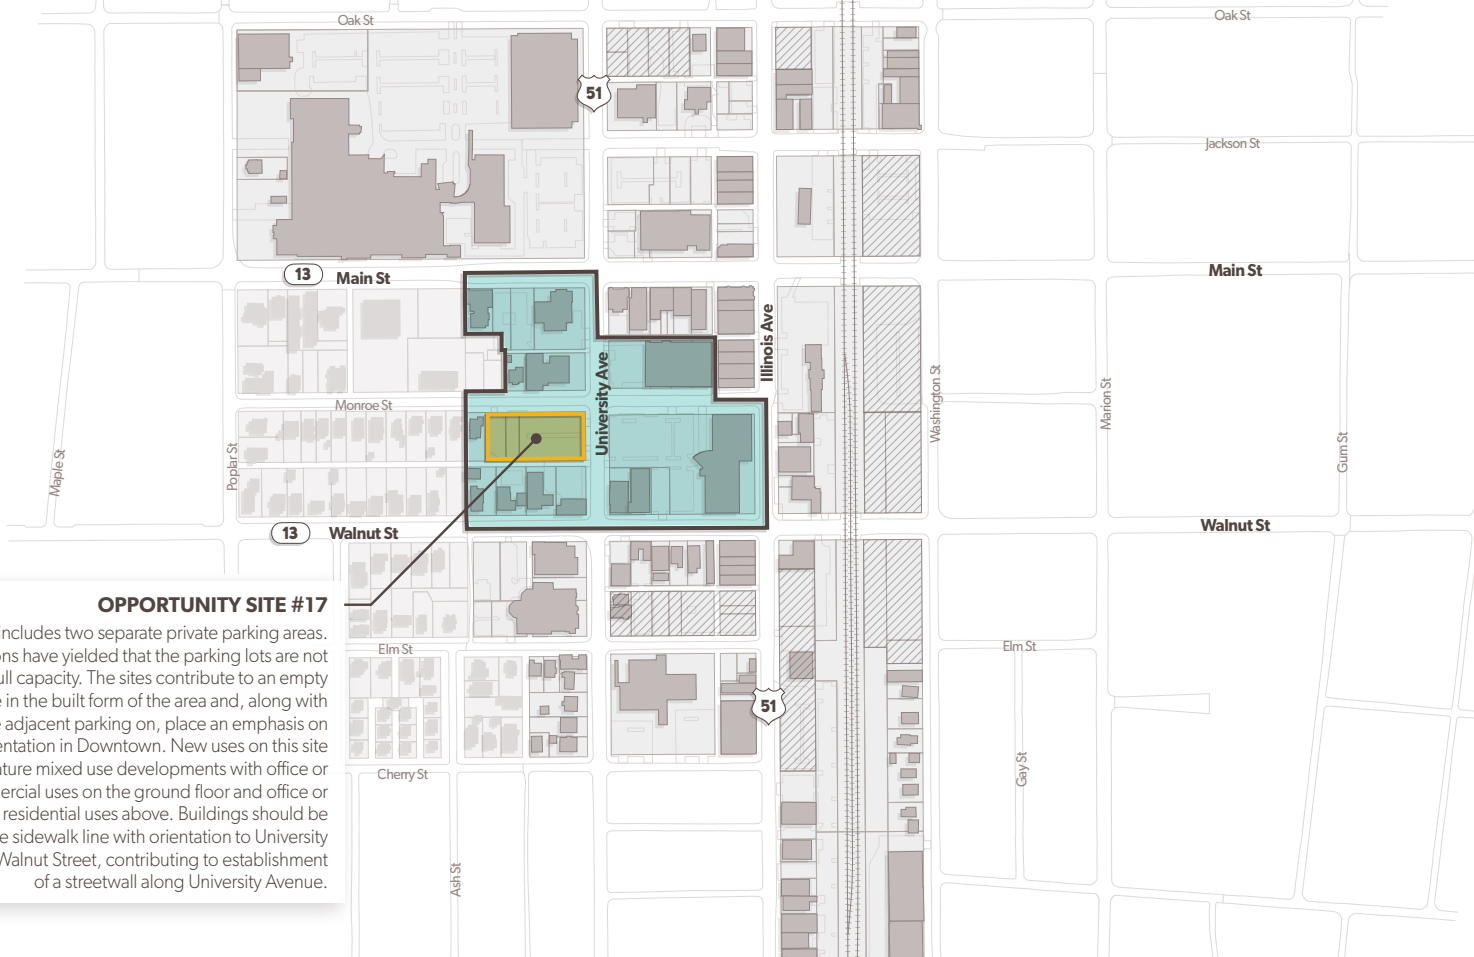 Oak St
Oak St
51
Jackson St
13 Main St
Main St
Illinois Ave
University Ave
Washington St
Marion St
Monroe St
Poplar St
Maple St
Gum St
13 Walnut St
Walnut St
OPPORTUNITY SITE #17
includes two separate private parking areas.
have yielded that the parking lots are not
capacity. The sites contribute to an empty
in the built form of the area and, along with
adjacent parking on, place an emphasis on
in Downtown. New uses on this site
mixed use developments with office or
uses on the ground floor and office or
residential uses above. Buildings should be
sidewalk line with orientation to University
Walnut Street, contributing to establishment
of a streetwall along University Avenue.
Elm St
Elm St
51
Cherry St
Gay St
Ash St